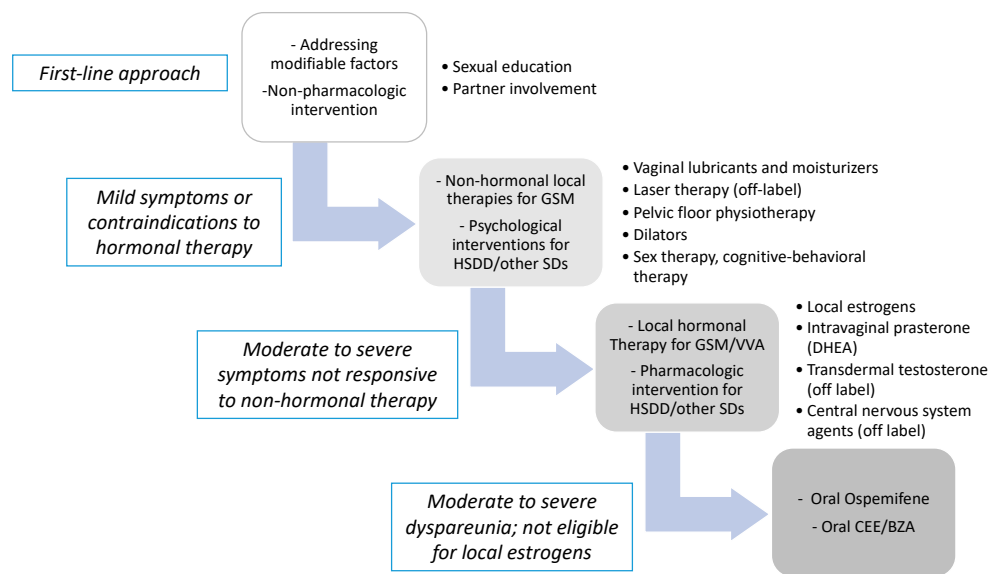 First-line approach
- Addressing
modifiable factors
-Non-pharmacologic
intervention
• Sexual education
• Partner involvement
Mild symptoms or
contraindications to
hormonal therapy
- Non-hormonal local
therapies for GSM
- Psychological
interventions for
HSDD/other SDs
• Vaginal lubricants and moisturizers
• Laser therapy (off-label)
• Pelvic floor physiotherapy
• Dilators
• Sex therapy, cognitive-behavioral
therapy
Moderate to severe
symptoms not responsive
to non-hormonal therapy
- Local hormonal
Therapy for GSM/VVA
- Pharmacologic
intervention for
HSDD/other SDs
• Local estrogens
• Intravaginal prasterone
(DHEA)
• Transdermal testosterone
(off label)
• Central nervous system
agents (off label)
Moderate to severe
dyspareunia; not eligible
for local estrogens
- Oral Ospemifene
- Oral CEE/BZA